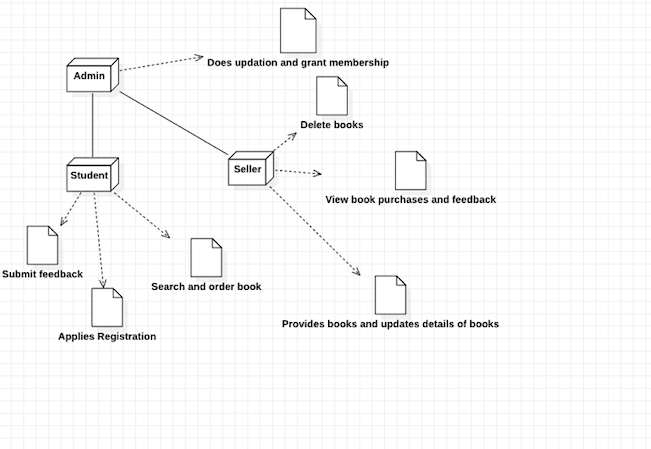 Does updation and grant membership
Admin
Delete books
Student
Seller
View book purchases and feedback
Submit feedback
Search and order book
Provides books and updates details of books
Applies Registration